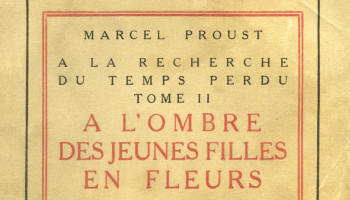 MARCEL PROUST
A LA RECHERCHE
DU TEMPS PERDU
TOME II
A L'OMBRE
DES JEUNES FILLES
EN FLEURS